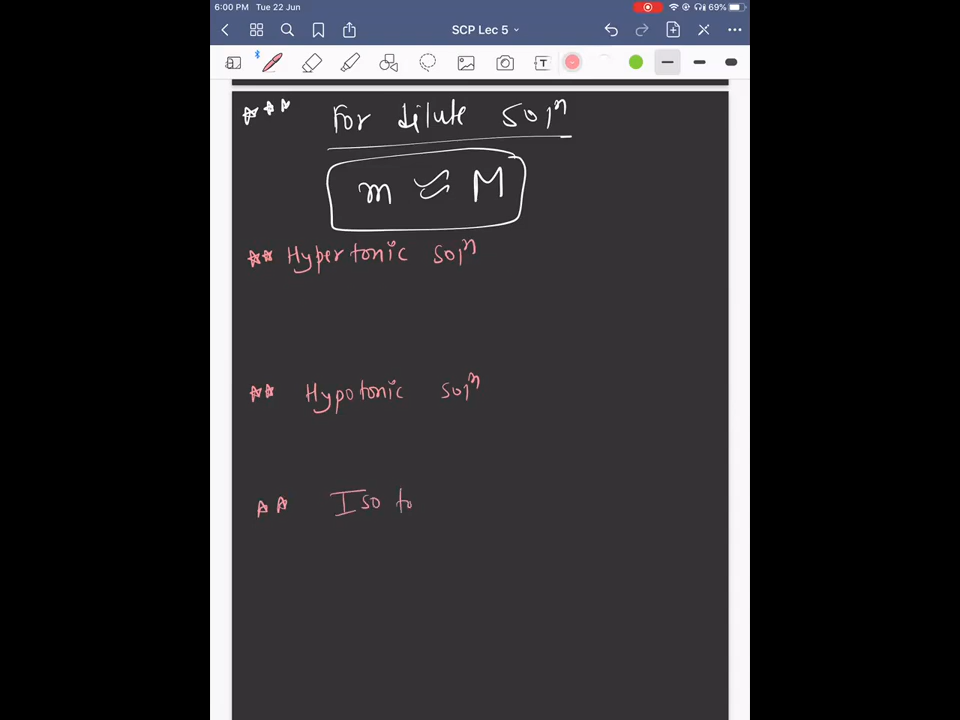 6:00 PM Tue 22 Jun 69%
SCP Lec 5
T
*** For dilute solⁿ
m ≈ M
** Hypertonic solⁿ
** Hypotonic solⁿ
** Iso to